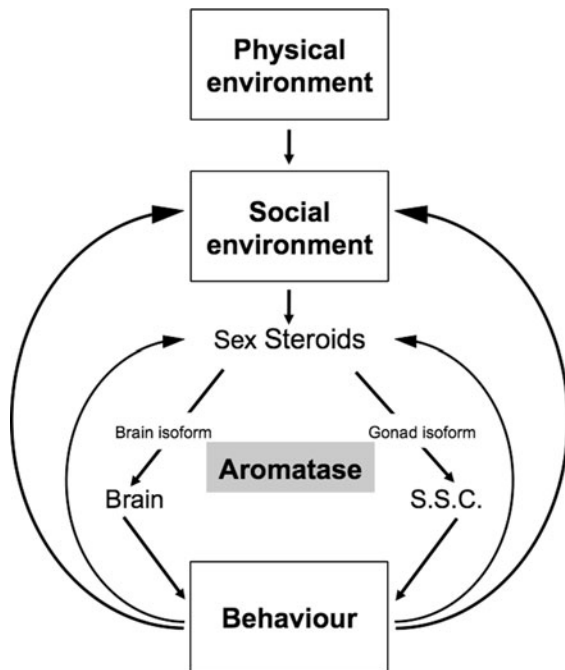 Physical
environment
Social
environment
Sex Steroids
Brain isoform
Gonad isoform
Aromatase
Brain
S.S.C.
Behaviour